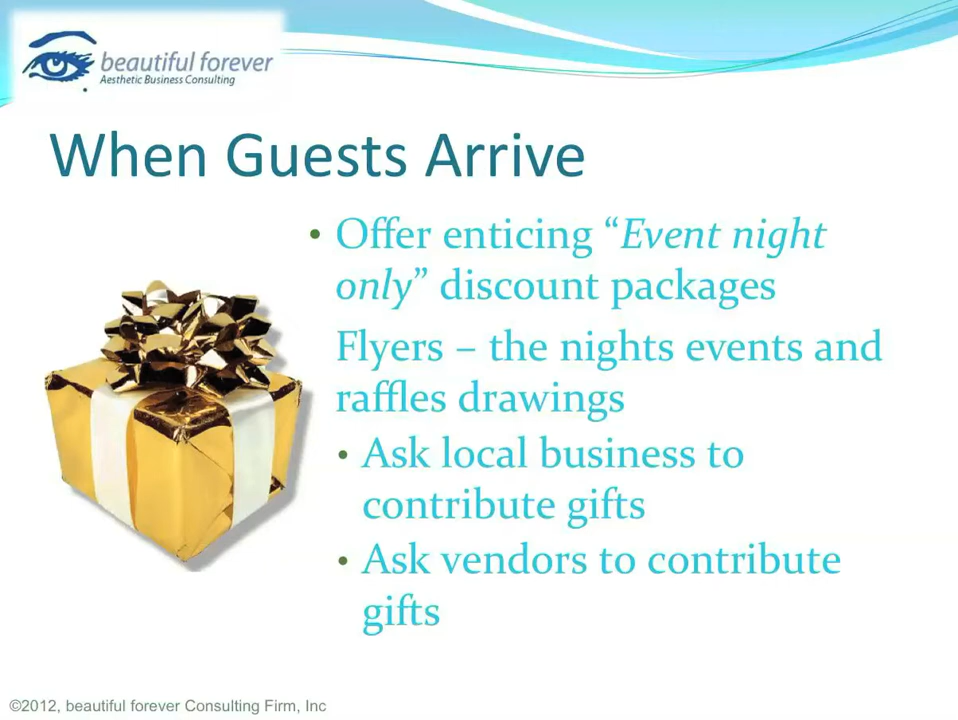 beautiful forever
Aesthetic Business Consulting
When Guests Arrive
• Offer enticing “Event night
only” discount packages
Flyers – the nights events and
raffles drawings
• Ask local business to
contribute gifts
• Ask vendors to contribute
gifts
©2012, beautiful forever Consulting Firm, Inc